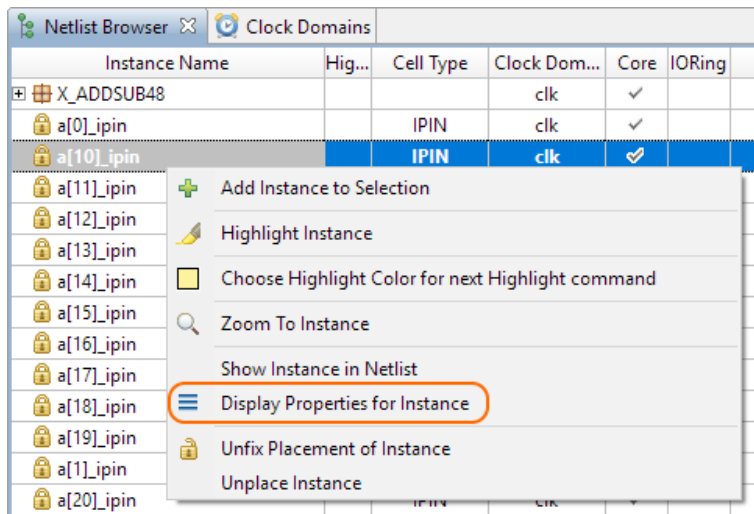 Netlist Browser Clock Domains
Instance Name Hig... Cell Type Clock Dom... Core IORing
X_ADDSUB48 clk
a[0]_ipin IPIN clk
a[10]_ipin IPIN clk
a[11]_ipin
Add Instance to Selection
a[12]_ipin
Highlight Instance
a[13]_ipin
a[14]_ipin
Choose Highlight Color for next Highlight command
a[15]_ipin
Zoom To Instance
a[16]_ipin
a[17]_ipin
Show Instance in Netlist
a[18]_ipin
Display Properties for Instance
a[19]_ipin
a[1]_ipin
Unfix Placement of Instance
Unplace Instance
a[20]_ipin